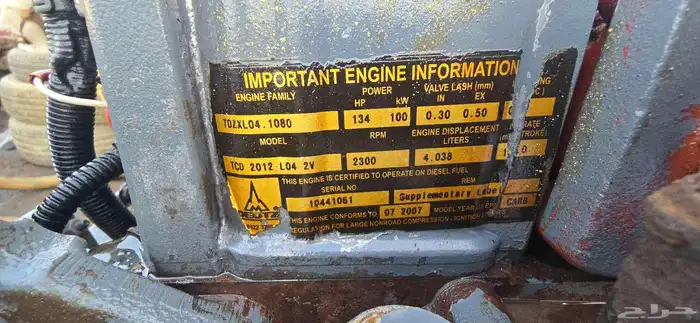 IMPORTANT ENGINE INFORMATION
ENGINE FAMILY POWER VALVE LASH (mm)
HP kW IN EX
7DZXL04.1080 134 100 0.30 0.50
MODEL RPM ENGINE DISPLACEMENT
LITERS
TCD 2012 L04 2V 2300 4.038
THIS ENGINE IS CERTIFIED TO OPERATE ON DIESEL FUEL
SERIAL NO.
10441061 Supplementary Labe
THIS ENGINE CONFORMS TO 07 2007 MODEL YEAR CARB
REGULATION FOR LARGE NONROAD COMPRESSION-IGNITION
حراج